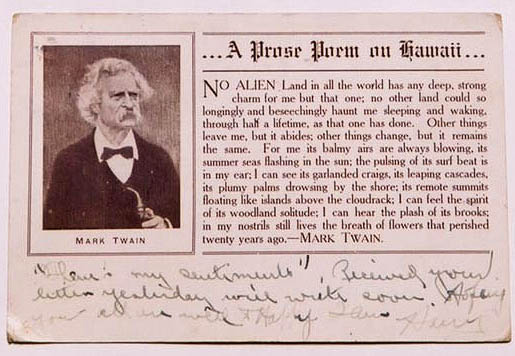 ...A Prose Poem on Hawaii...
NO ALIEN Land in all the world has any deep, strong
charm for me but that one; no other land could so
longingly and beseechingly haunt me sleeping and waking,
through half a lifetime, as that one has done. Other things
leave me, but it abides; other things change, but it remains
the same. For me its balmy airs are always blowing, its
summer seas flashing in the sun; the pulsing of its surf beat is
in my ear; I can see its garlanded craigs, its leaping cascades,
its plumy palms drowsing by the shore; its remote summits
floating like islands above the cloudrack; I can feel the spirit
of its woodland solitude; I can hear the plash of its brooks;
in my nostrils still lives the breath of flowers that perished
twenty years ago.—MARK TWAIN.
MARK TWAIN
my sentiments", Received your
letter yesterday will write soon. Hoping
you are well & Happy I am Harry